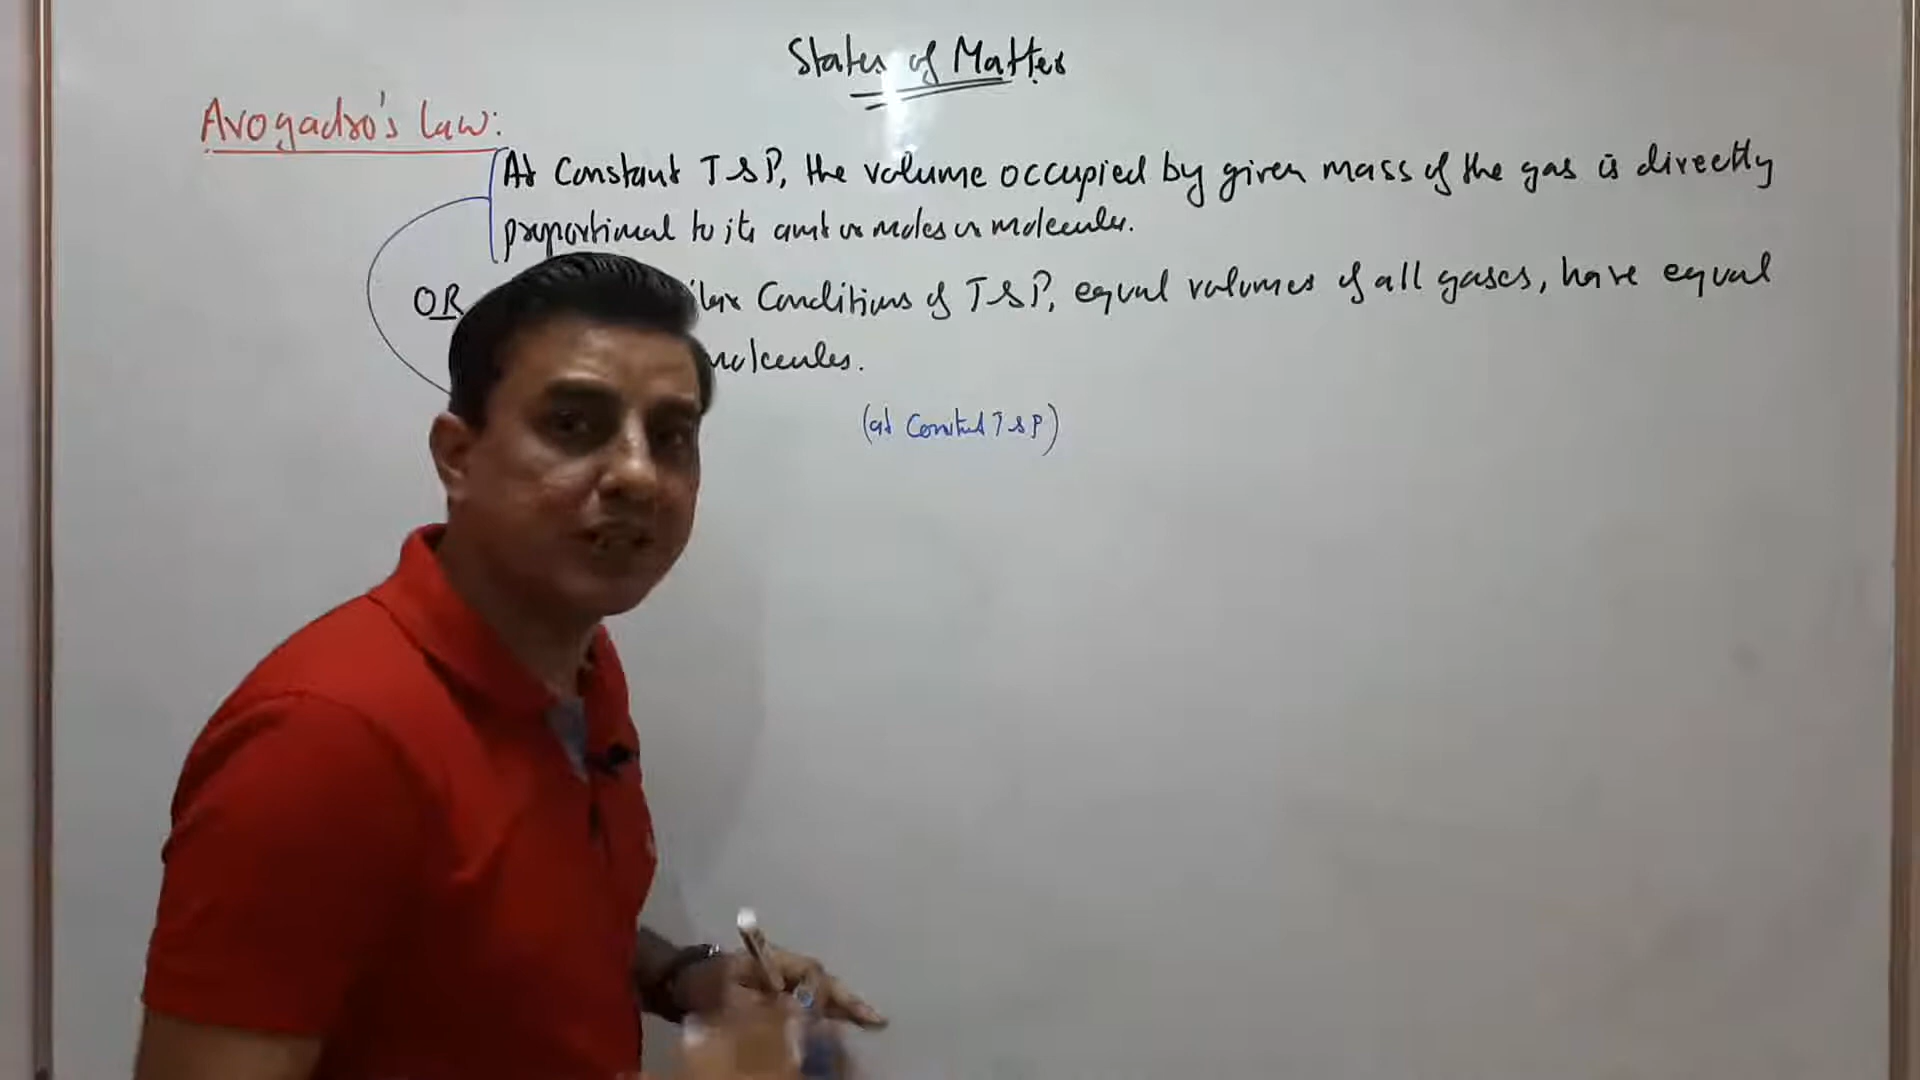 States of Matter
Avogadro's law:
At Constant T & P, the volume occupied by given mass of the gas is directly
proportional to its amt or moles or molecules.
OR Conditions of T & P, equal volumes of all gases, have equal
molecules.
(at Constant T & P)